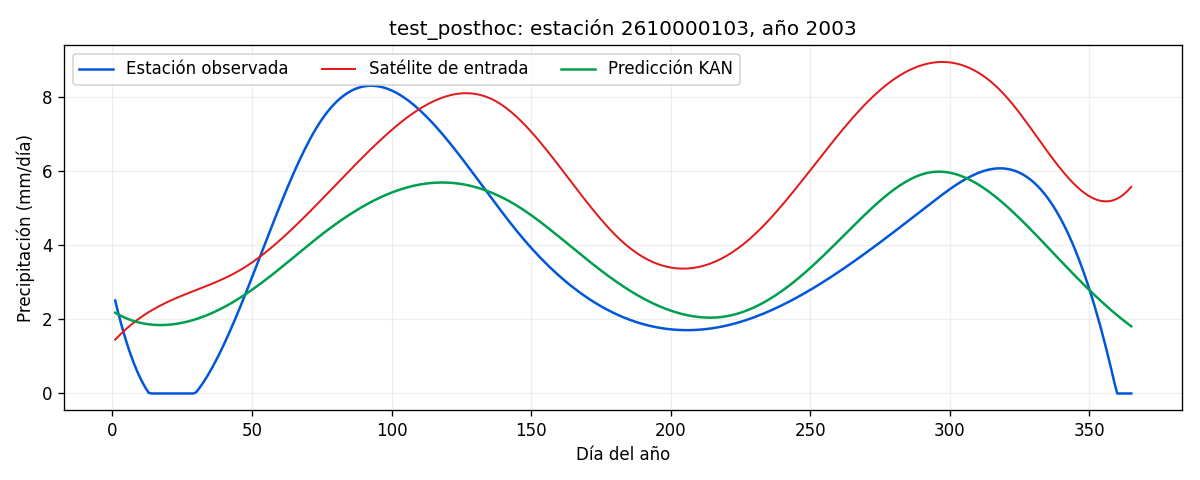 test_posthoc: estación 2610000103, año 2003
Estación observada Satélite de entrada Predicción KAN
Precipitación (mm/día)
8
6
4
2
0
0 50 100 150 200 250 300 350
Día del año